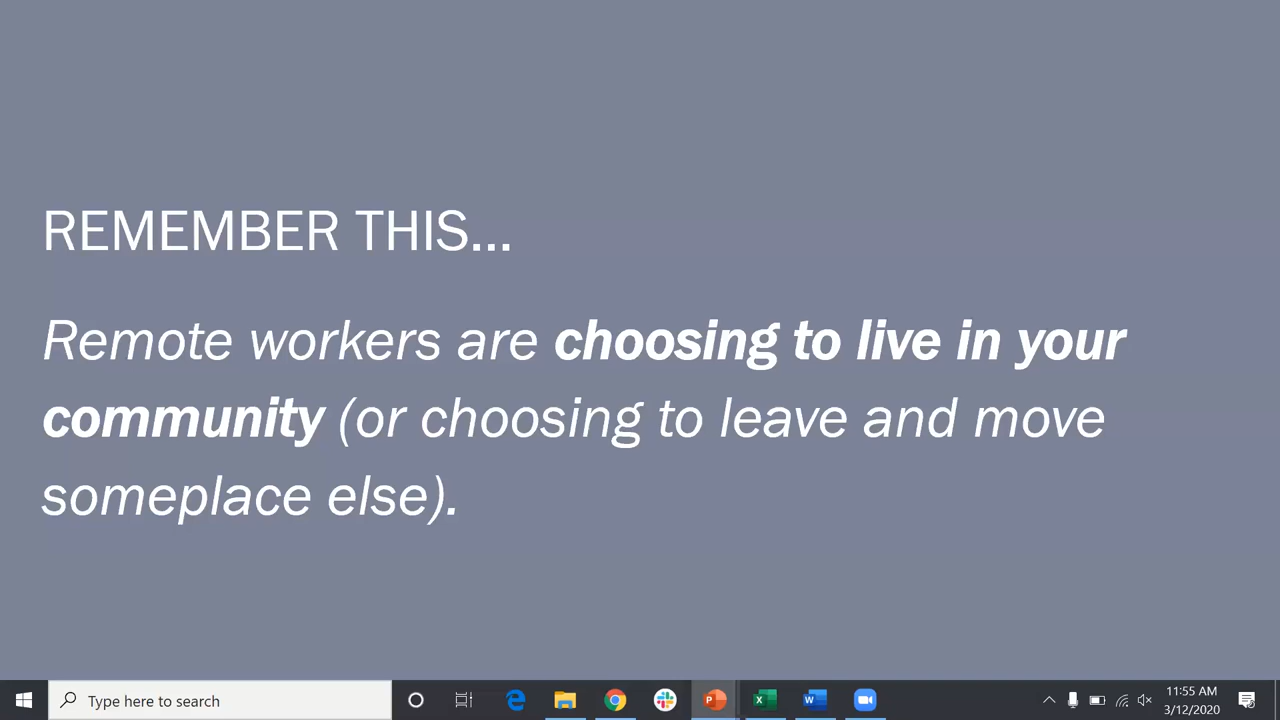 REMEMBER THIS...
Remote workers are choosing to live in your
community (or choosing to leave and move
someplace else).
Type here to search
11:55 AM
3/12/2020